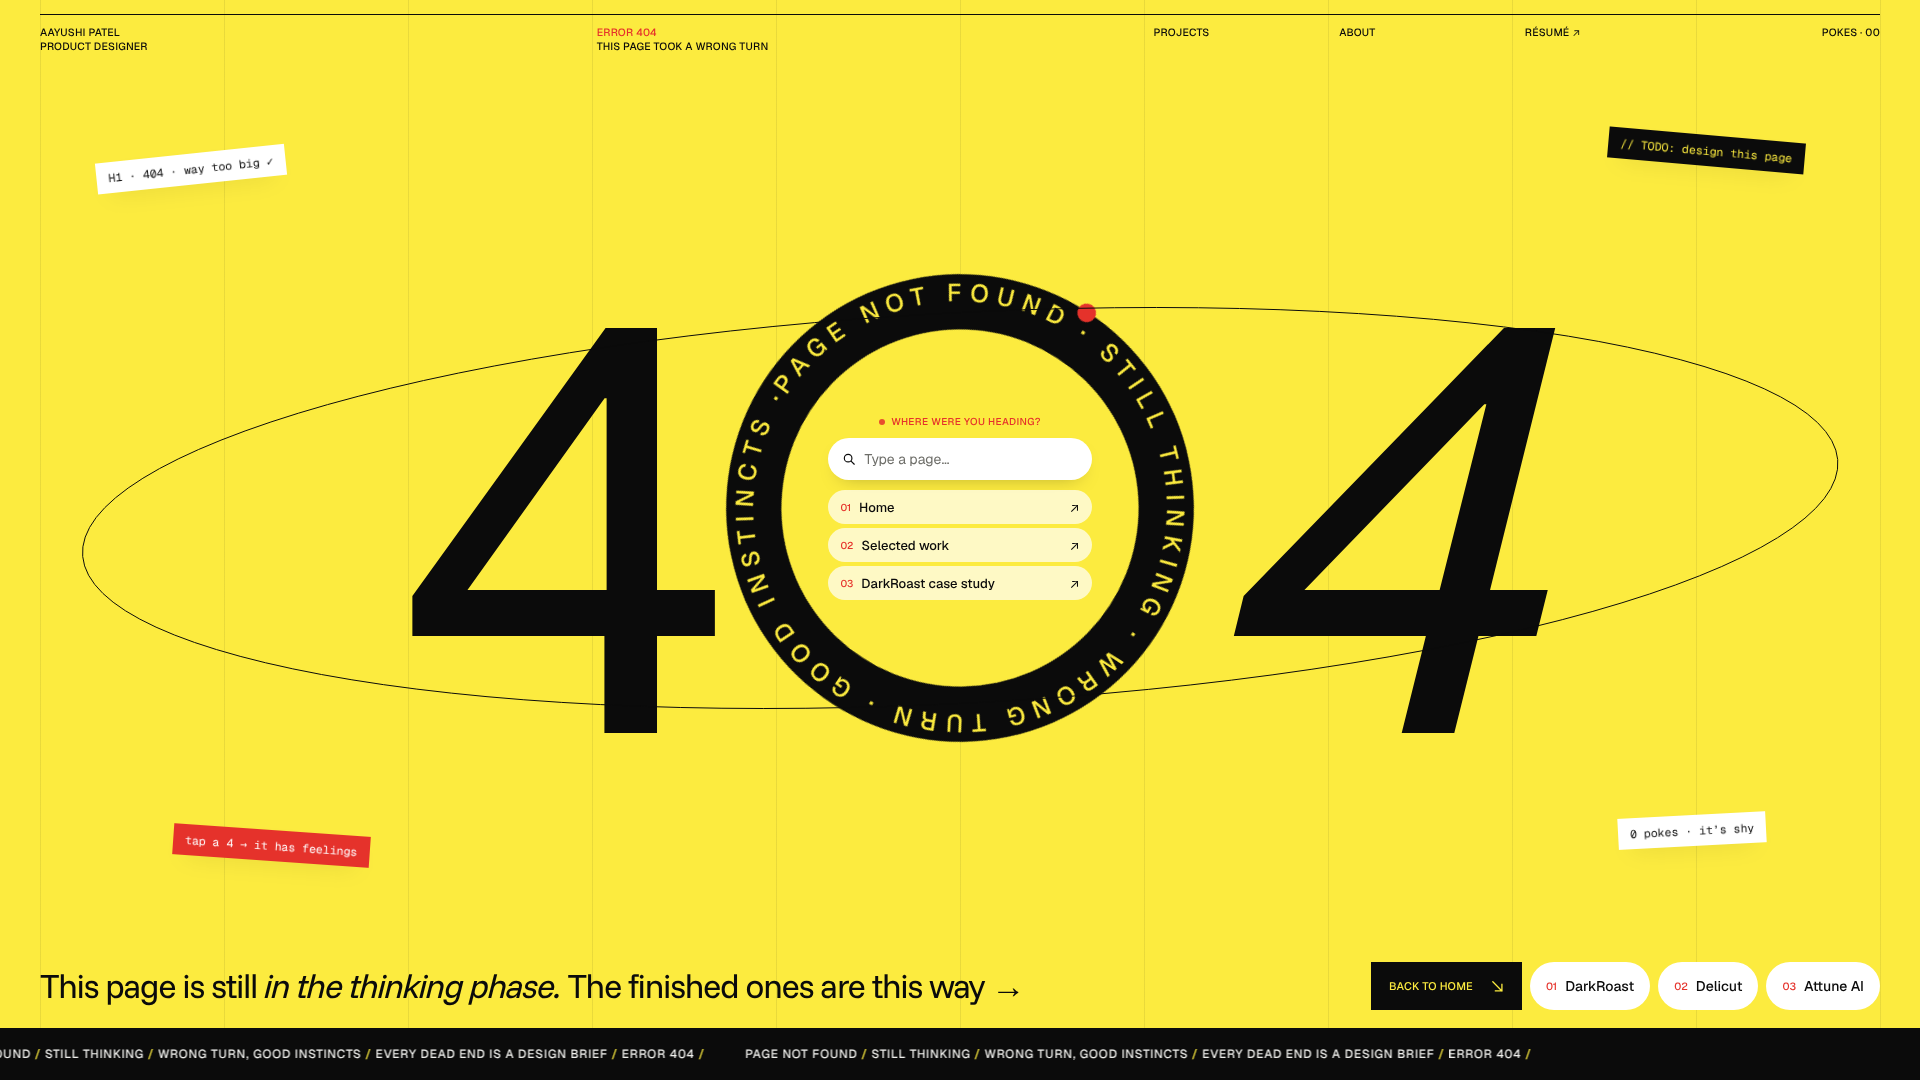 AAYUSHI PATEL
PRODUCT DESIGNER
ERROR 404
THIS PAGE TOOK A WRONG TURN
PROJECTS
ABOUT
RÉSUMÉ ↗
POKES · 00
H1 · 404 · way too big ✓
// TODO: design this page
4
4
PAGE NOT FOUND · STILL THINKING · WRONG TURN · GOOD INSTINCTS ·
WHERE WERE YOU HEADING?
Type a page...
01 Home ↗
02 Selected work ↗
03 DarkRoast case study ↗
tap a 4 → it has feelings
0 pokes · it's shy
This page is still in the thinking phase. The finished ones are this way →
BACK TO HOME ↘
01 DarkRoast
02 Delicut
03 Attune AI
OUND / STILL THINKING / WRONG TURN, GOOD INSTINCTS / EVERY DEAD END IS A DESIGN BRIEF / ERROR 404 / PAGE NOT FOUND / STILL THINKING / WRONG TURN, GOOD INSTINCTS / EVERY DEAD END IS A DESIGN BRIEF / ERROR 404 /